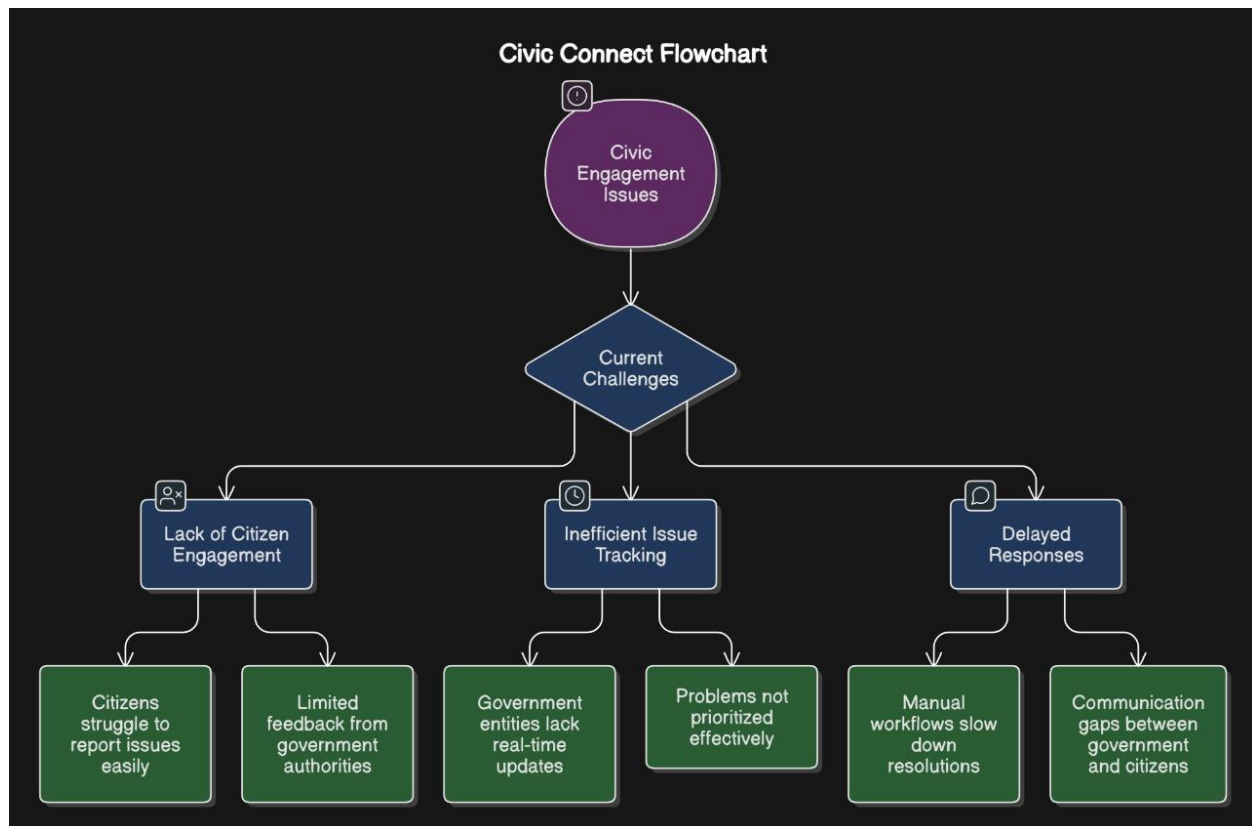 Civic Connect Flowchart
Civic
Engagement
Issues
Current
Challenges
Lack of Citizen
Engagement
Inefficient Issue
Tracking
Delayed
Responses
Citizens
struggle to
report issues
easily
Limited
feedback from
government
authorities
Government
entities lack
real-time
updates
Problems not
prioritized
effectively
Manual
workflows slow
down
resolutions
Communication
gaps between
government
and citizens